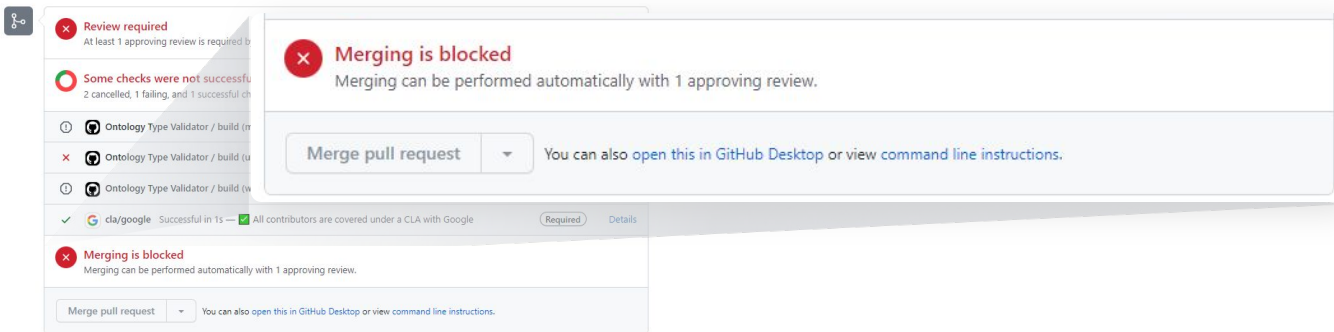 Review required
At least 1 approving review is required b
Some checks were not successfu
2 cancelled, 1 failing, and 1 successful ch
Ontology Type Validator / build (m
Ontology Type Validator / build (u
Ontology Type Validator / build (w
cla/google Successful in 1s — ✅ All contributors are covered under a CLA with Google Required Details
Merging is blocked
Merging can be performed automatically with 1 approving review.
Merge pull request You can also open this in GitHub Desktop or view command line instructions.
Merging is blocked
Merging can be performed automatically with 1 approving review.
Merge pull request You can also open this in GitHub Desktop or view command line instructions.